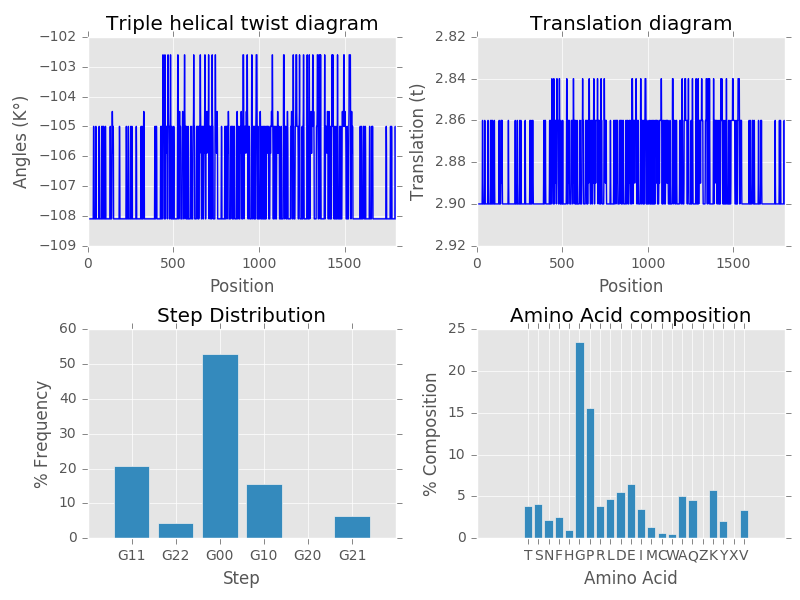 Triple helical twist diagram
−102
−103
−104
−105
−106
−107
−108
−109
Angles (K°)
0 500 1000 1500
Position
Translation diagram
2.82
2.84
2.86
2.88
2.90
2.92
Translation (t)
0 500 1000 1500
Position
Step Distribution
60
50
40
30
20
10
0
% Frequency
G11 G22 G00 G10 G20 G21
Step
Amino Acid composition
25
20
15
10
5
0
% Composition
T S N F H G P R L D E I M C W A Q Z K Y X V
Amino Acid